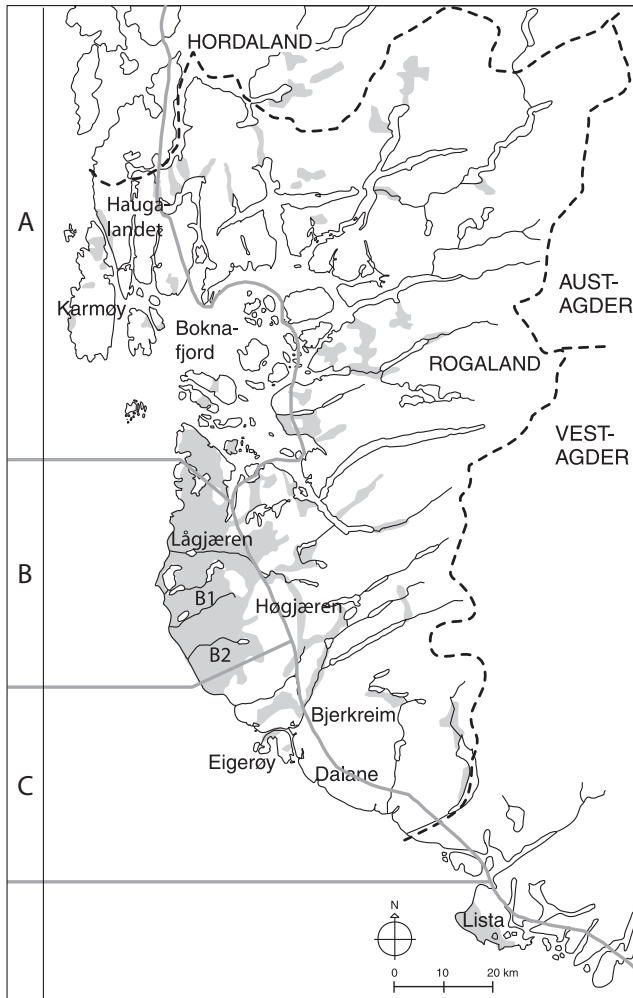 HORDALAND
A
Hauga-
landet
AUST-
AGDER
Karmøy
Bokna-
fjord
ROGALAND
VEST-
AGDER
Lågjæren
B
B1
Høgjæren
B2
Bjerkreim
Eigerøy
Dalane
C
Lista
N
0 10 20 km